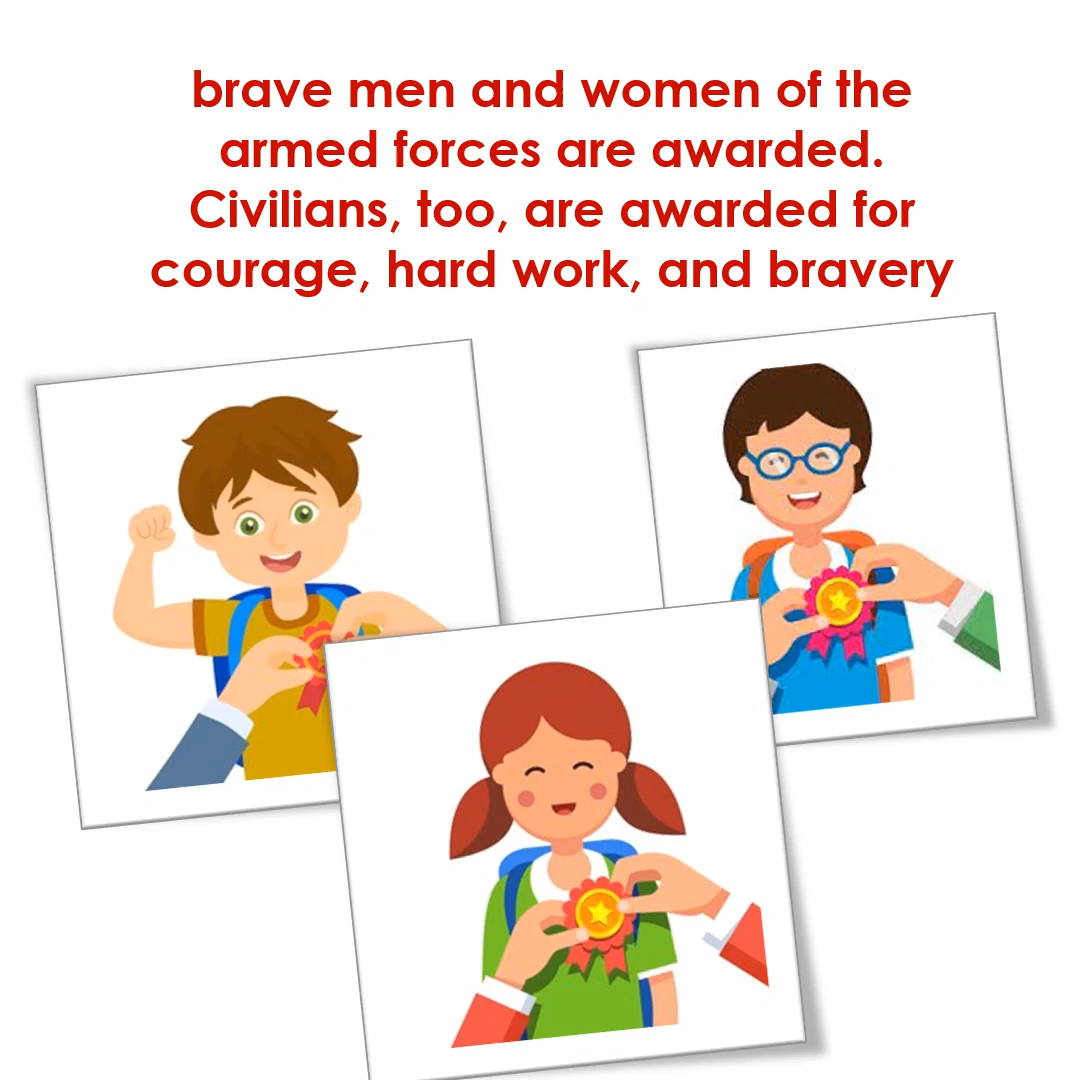 brave men and women of the
armed forces are awarded.
Civilians, too, are awarded for
courage, hard work, and bravery